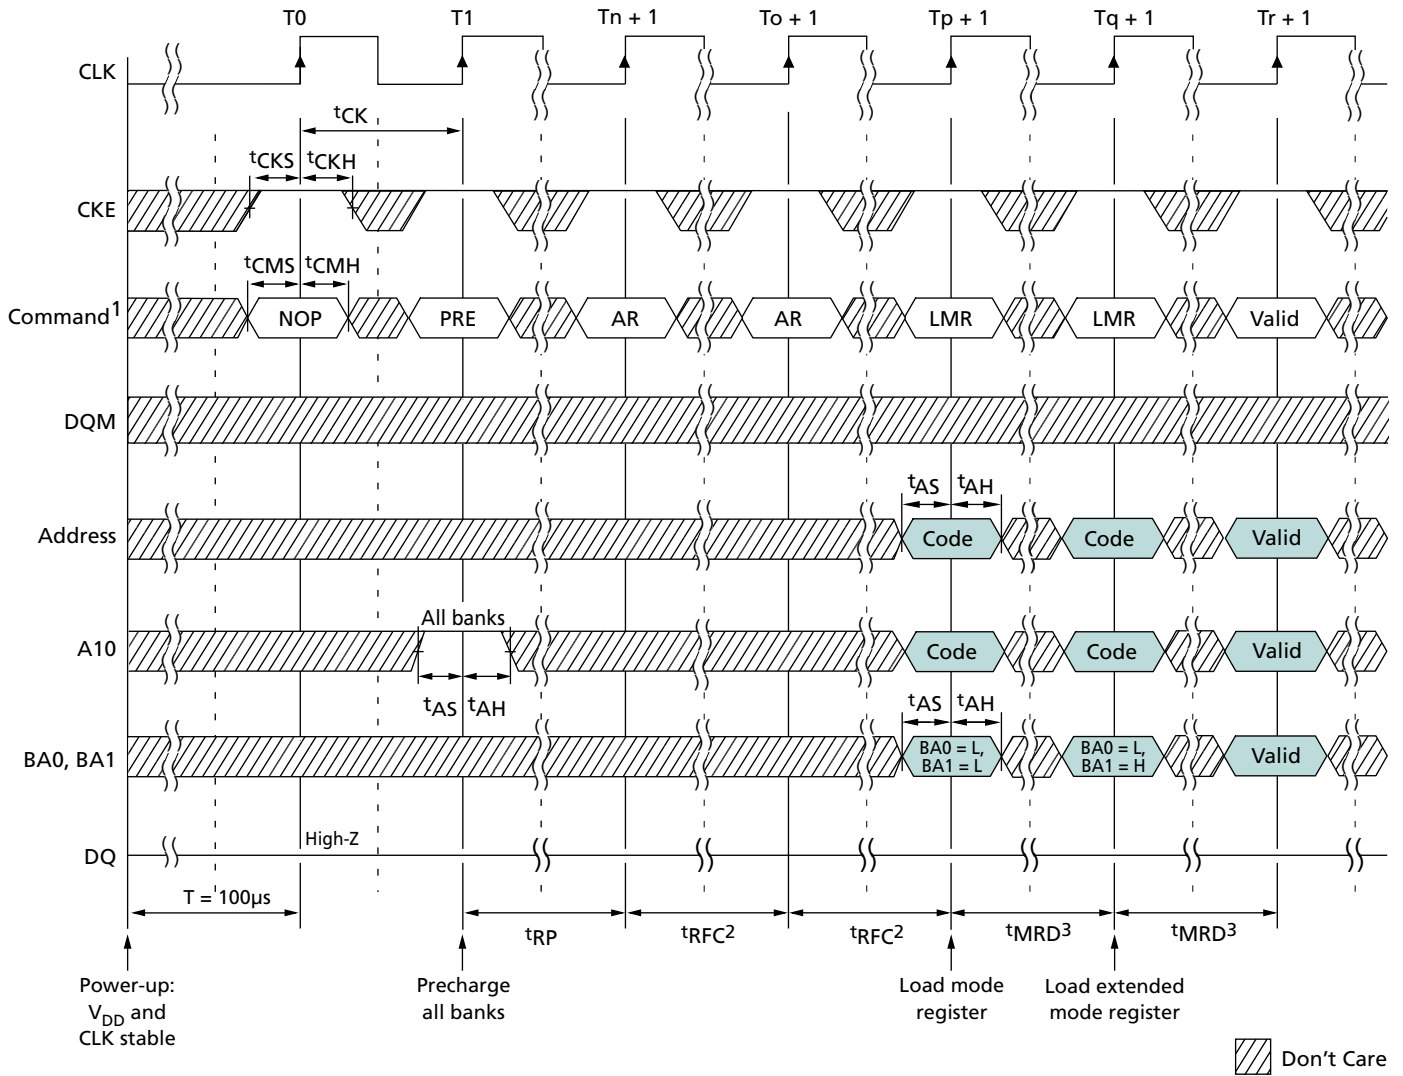 T0 T1 Tn + 1 To + 1 Tp + 1 Tq + 1 Tr + 1
CLK
tCK
tCKS tCKH
CKE
tCMS tCMH
Command1 NOP PRE AR AR LMR LMR Valid
DQM
tAS tAH
Address Code Code Valid
All banks
A10 Code Code Valid
tAS tAH
tAS tAH
BA0, BA1 BA0 = L, BA1 = L BA0 = L, BA1 = H Valid
High-Z
DQ
T = 100µs
tRP tRFC2 tRFC2 tMRD3 tMRD3
Power-up:
VDD and
CLK stable
Precharge
all banks
Load mode
register
Load extended
mode register
Don't Care